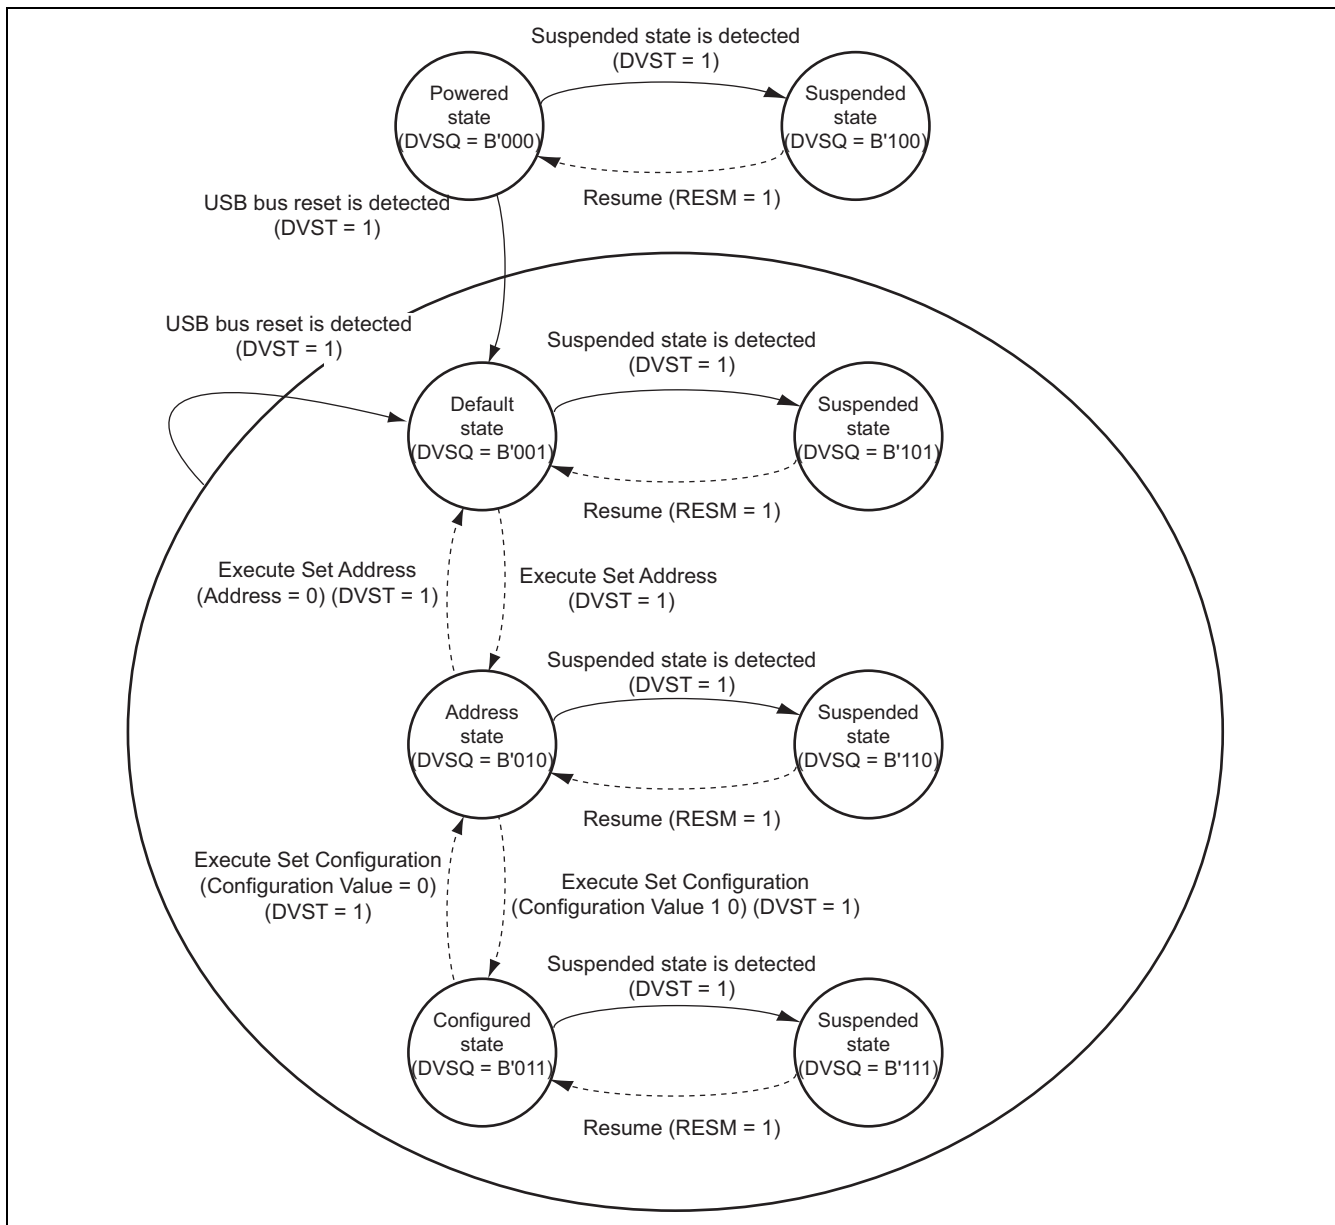 Suspended state is detected
(DVST = 1)
Powered
state
(DVSQ = B'000)
Suspended
state
(DVSQ = B'100)
Resume (RESM = 1)
USB bus reset is detected
(DVST = 1)
USB bus reset is detected
(DVST = 1)
Suspended state is detected
(DVST = 1)
Default
state
(DVSQ = B'001)
Suspended
state
(DVSQ = B'101)
Resume (RESM = 1)
Execute Set Address
(Address = 0) (DVST = 1)
Execute Set Address
(DVST = 1)
Suspended state is detected
(DVST = 1)
Address
state
(DVSQ = B'010)
Suspended
state
(DVSQ = B'110)
Resume (RESM = 1)
Execute Set Configuration
(Configuration Value = 0)
(DVST = 1)
Execute Set Configuration
(Configuration Value 1 0) (DVST = 1)
Suspended state is detected
(DVST = 1)
Configured
state
(DVSQ = B'011)
Suspended
state
(DVSQ = B'111)
Resume (RESM = 1)